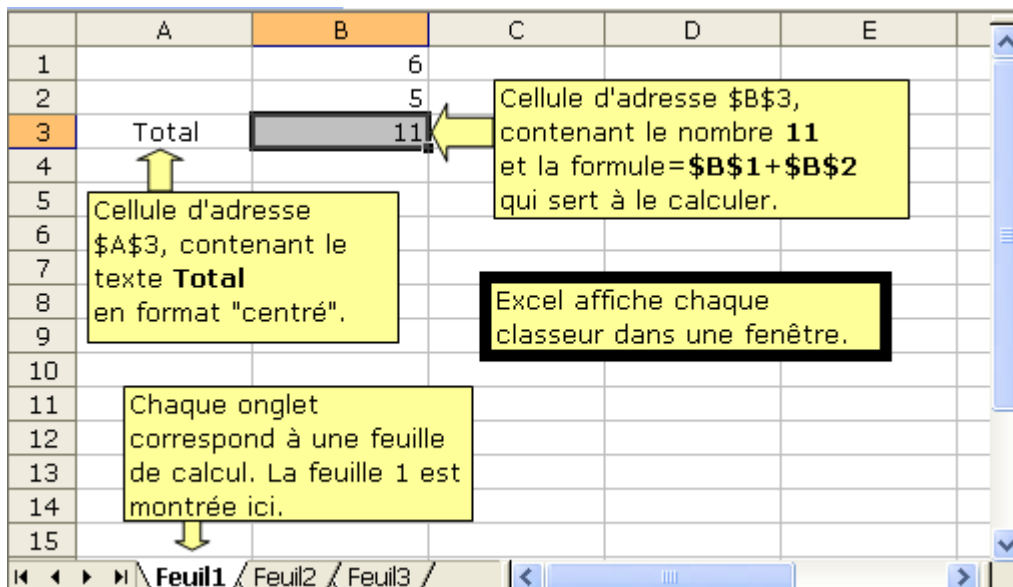 A B C D E
1 6
2 5
3 Total 11
4
5
6
7
8
9
10
11
12
13
14
15
Cellule d'adresse $B$3,
contenant le nombre 11
et la formule=$B$1+$B$2
qui sert à le calculer.
Cellule d'adresse
$A$3, contenant le
texte Total
en format "centré".
Excel affiche chaque
classeur dans une fenêtre.
Chaque onglet
correspond à une feuille
de calcul. La feuille 1 est
montrée ici.
Feuil1 / Feuil2 / Feuil3 /